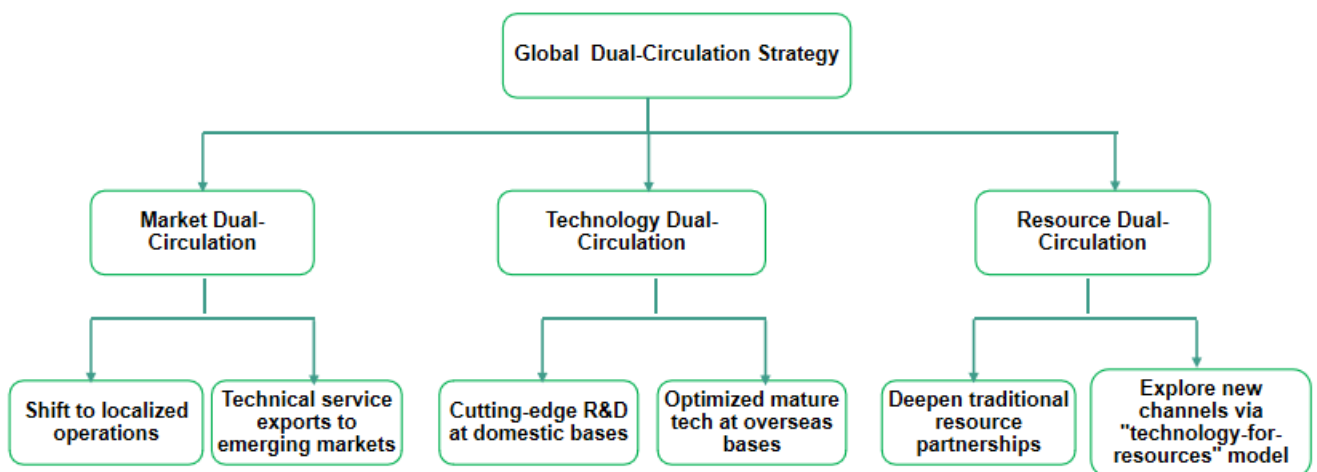 Global Dual-Circulation Strategy
Market Dual-
Circulation
Technology Dual-
Circulation
Resource Dual-
Circulation
Shift to localized
operations
Technical service
exports to
emerging markets
Cutting-edge R&D
at domestic bases
Optimized mature
tech at overseas
bases
Deepen traditional
resource
partnerships
Explore new
channels via
"technology-for-
resources" model